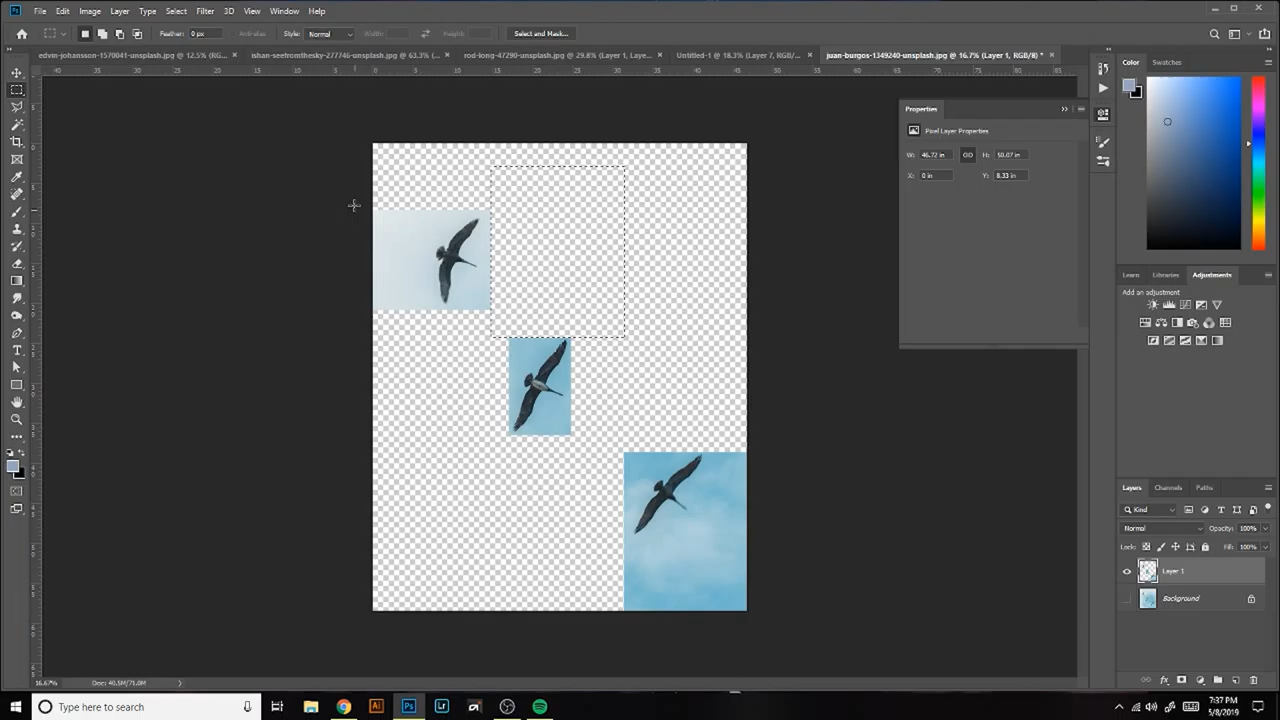 File Edit Image Layer Type Select Filter 3D View Window Help
Feather: 0 px Anti-alias Style: Normal Width: Height: Select and Mask...
edvin-johansson-1570041-unsplash.jpg @ 12.5% (RG... × ishan-seefromthesky-277746-unsplash.jpg @ 63.3% (... × rod-long-47290-unsplash.jpg @ 29.8% (Layer 1, Laye... × Untitled-1 @ 18.3% (Layer 7, RGB/... × juan-burgos-1349240-unsplash.jpg @ 16.7% (Layer 1, RGB/8) * ×
Color Swatches
Properties
Pixel Layer Properties
W: 46.72 in H: 50.07 in
X: 0 in Y: 8.33 in
Learn Libraries Adjustments
Add an adjustment
Layers Channels Paths
Kind
Normal Opacity: 100%
Lock: Fill: 100%
Layer 1
Background
16.67% Doc: 40.5M/71.0M
Type here to search
7:37 PM
5/8/2019